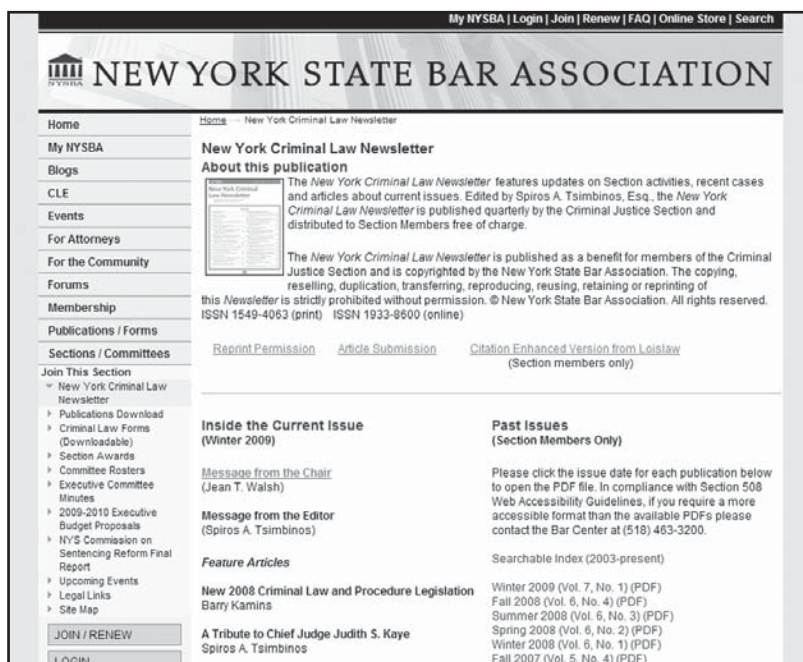 My NYSBA | Login | Join | Renew | FAQ | Online Store | Search
NYSBA
NEW YORK STATE BAR ASSOCIATION
Home
My NYSBA
Blogs
CLE
Events
For Attorneys
For the Community
Forums
Membership
Publications / Forms
Sections / Committees
Join This Section
New York Criminal Law
Newsletter
Publications Download
Criminal Law Forms
(Downloadable)
Section Awards
Committee Rosters
Executive Committee
Minutes
2009-2010 Executive
Budget Proposals
NYS Commission on
Sentencing Reform Final
Report
Upcoming Events
Legal Links
Site Map
JOIN / RENEW
LOGIN
Home — New York Criminal Law Newsletter
New York Criminal Law Newsletter
About this publication
New York Criminal
Law Newsletter
The New York Criminal Law Newsletter features updates on Section activities, recent cases
and articles about current issues. Edited by Spiros A. Tsimbinos, Esq., the New York
Criminal Law Newsletter is published quarterly by the Criminal Justice Section and
distributed to Section Members free of charge.
The New York Criminal Law Newsletter is published as a benefit for members of the Criminal
Justice Section and is copyrighted by the New York State Bar Association. The copying,
reselling, duplication, transferring, reproducing, reusing, retaining or reprinting of
this Newsletter is strictly prohibited without permission. © New York State Bar Association. All rights reserved.
ISSN 1549-4063 (print) ISSN 1933-8600 (online)
Reprint Permission Article Submission Citation Enhanced Version from Loislaw
(Section members only)
Inside the Current Issue
(Winter 2009)
Message from the Chair
(Jean T. Walsh)
Message from the Editor
(Spiros A. Tsimbinos)
Feature Articles
New 2008 Criminal Law and Procedure Legislation
Barry Kamins
A Tribute to Chief Judge Judith S. Kaye
Spiros A. Tsimbinos
Past Issues
(Section Members Only)
Please click the issue date for each publication below
to open the PDF file. In compliance with Section 508
Web Accessibility Guidelines, if you require a more
accessible format than the available PDFs please
contact the Bar Center at (518) 463-3200.
Searchable Index (2003-present)
Winter 2009 (Vol. 7, No. 1) (PDF)
Fall 2008 (Vol. 6, No. 4) (PDF)
Summer 2008 (Vol. 6, No. 3) (PDF)
Spring 2008 (Vol. 6, No. 2) (PDF)
Winter 2008 (Vol. 6, No. 1) (PDF)
Fall 2007 (Vol. 5, No. 4) (PDF)